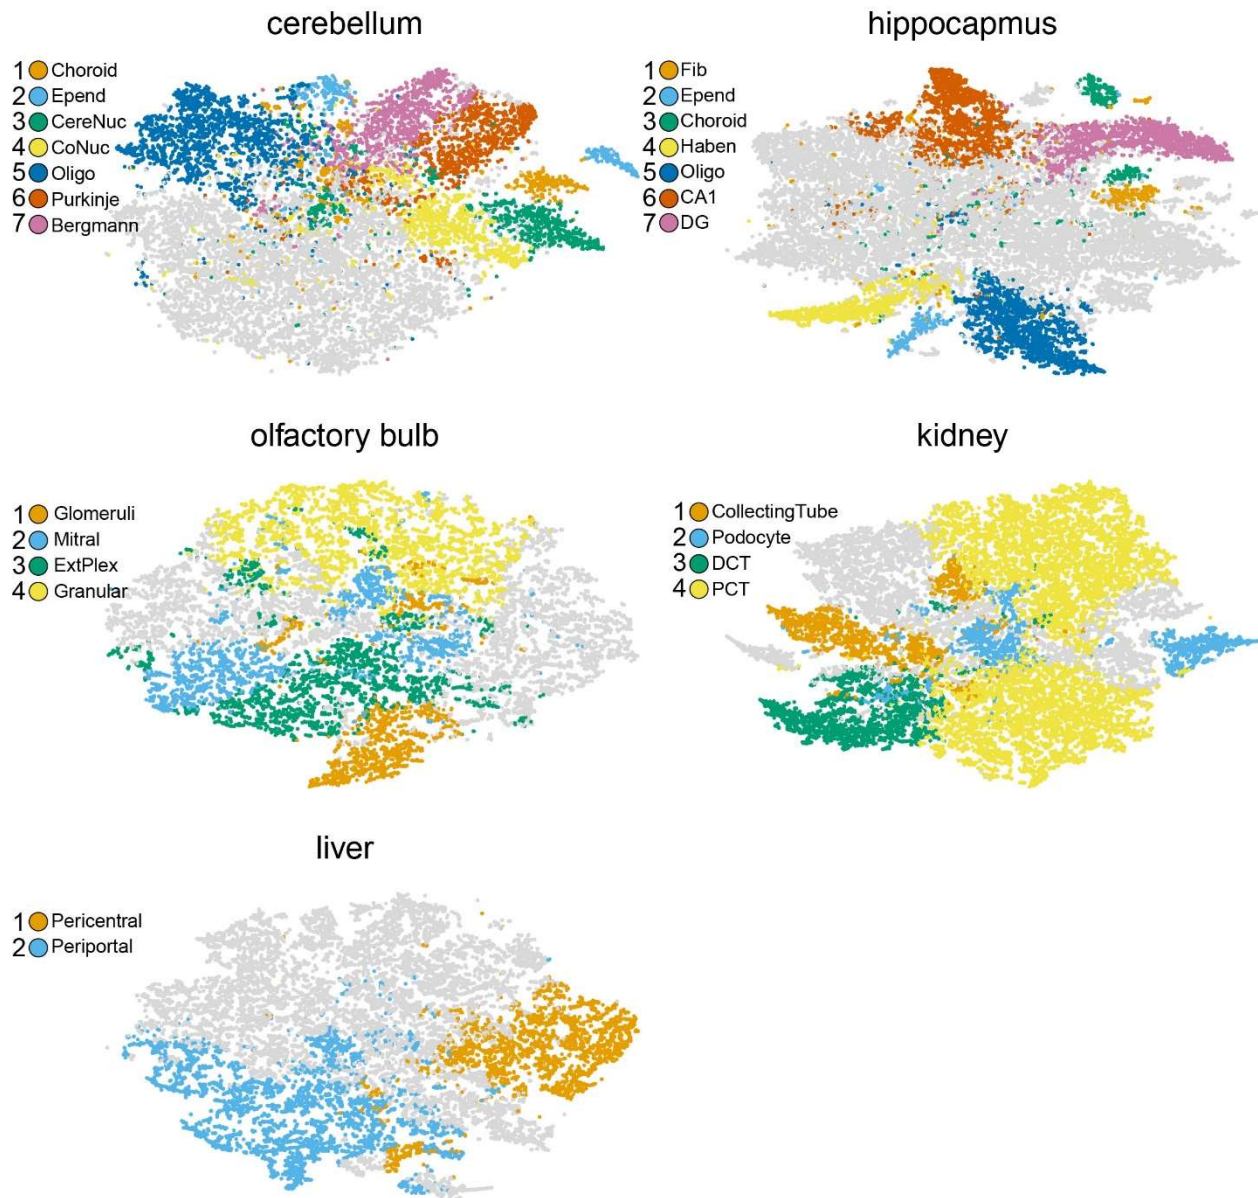 cerebellum
1 Choroid
2 Epend
3 CereNuc
4 CoNuc
5 Oligo
6 Purkinje
7 Bergmann
hippocapmus
1 Fib
2 Epend
3 Choroid
4 Haben
5 Oligo
6 CA1
7 DG
olfactory bulb
1 Glomeruli
2 Mitral
3 ExtPlex
4 Granular
kidney
1 CollectingTube
2 Podocyte
3 DCT
4 PCT
liver
1 Pericentral
2 Periportal